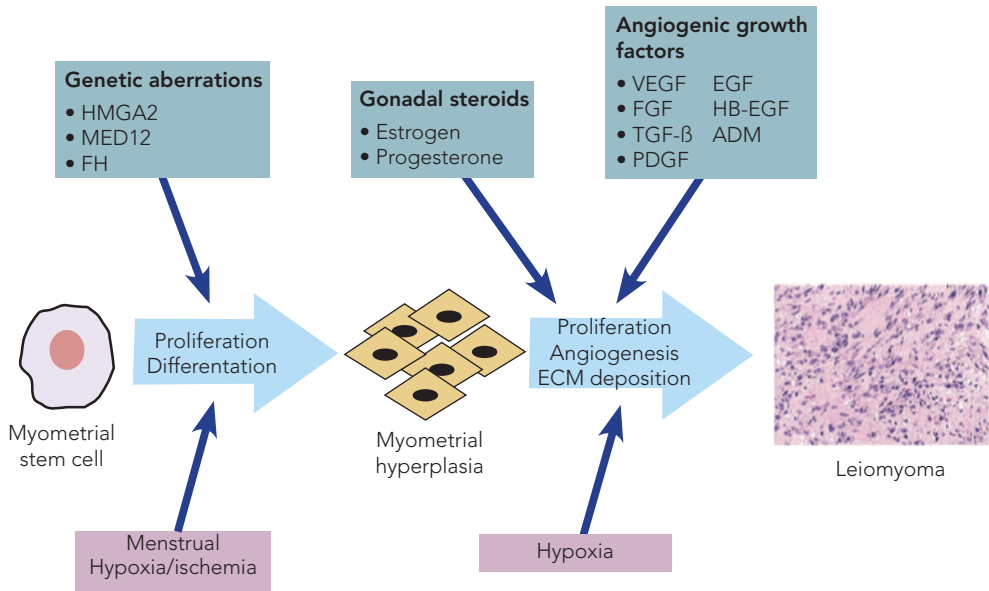 Genetic aberrations
• HMGA2
• MED12
• FH
Gonadal steroids
• Estrogen
• Progesterone
Angiogenic growth
factors
• VEGF EGF
• FGF HB-EGF
• TGF-ß ADM
• PDGF
Proliferation
Differentation
Proliferation
Angiogenesis
ECM deposition
Myometrial
stem cell
Myometrial
hyperplasia
Leiomyoma
Menstrual
Hypoxia/ischemia
Hypoxia